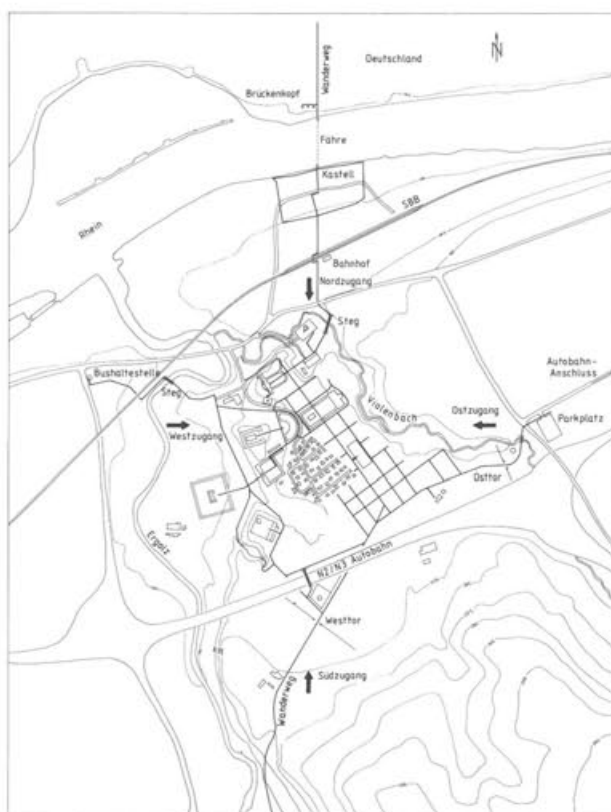 N
Deutschland
Wanderweg
Brückenkopf
Fähre
Kastell
SBB
Rhein
Bahnhof
Nordzugang
Steg
Bushaltestelle
Steg
Autobahn-
Anschluss
Vialenbach
Ostzugang
Parkplatz
Westzugang
Osttor
Ergolz
N2/N3 Autobahn
Westtor
Südzugang
Wanderweg